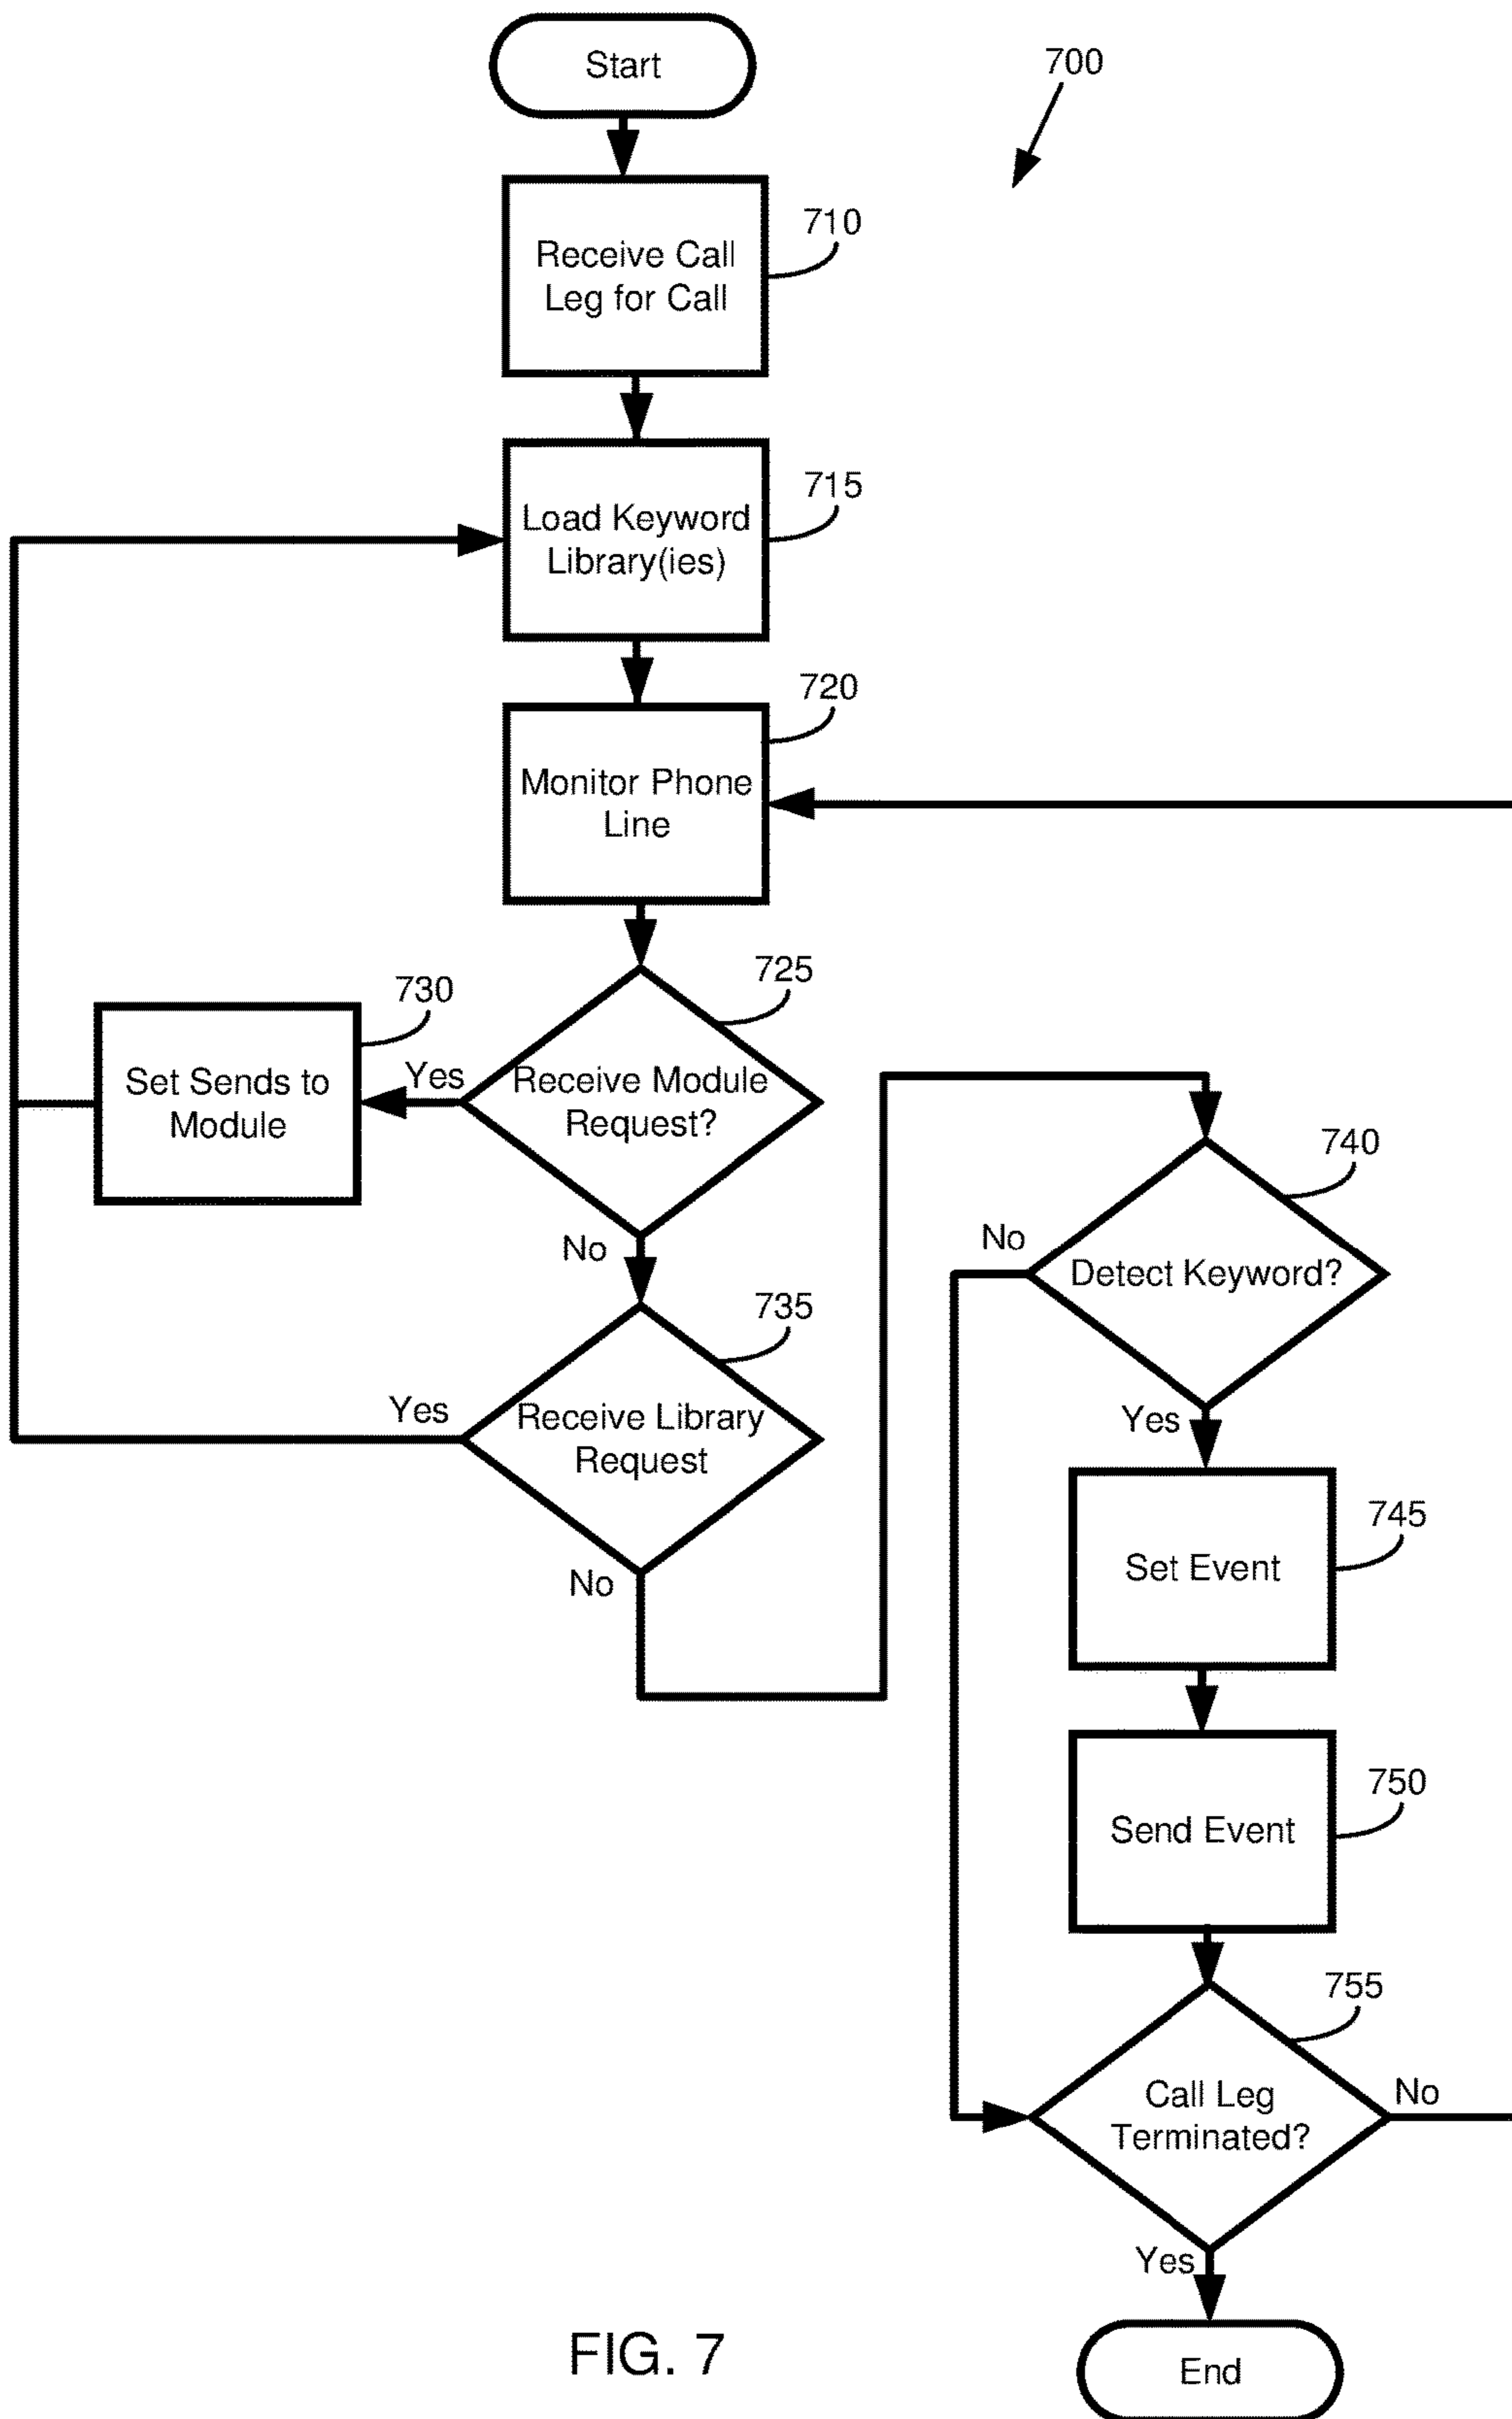 Start
700
710
Receive Call
Leg for Call
715
Load Keyword
Library(ies)
720
Monitor Phone
Line
725
730
Set Sends to
Module
Yes
Receive Module
Request?
No
735
Yes
Receive Library
Request
No
740
No
Detect Keyword?
Yes
745
Set Event
750
Send Event
755
Call Leg
Terminated?
No
Yes
End
FIG. 7